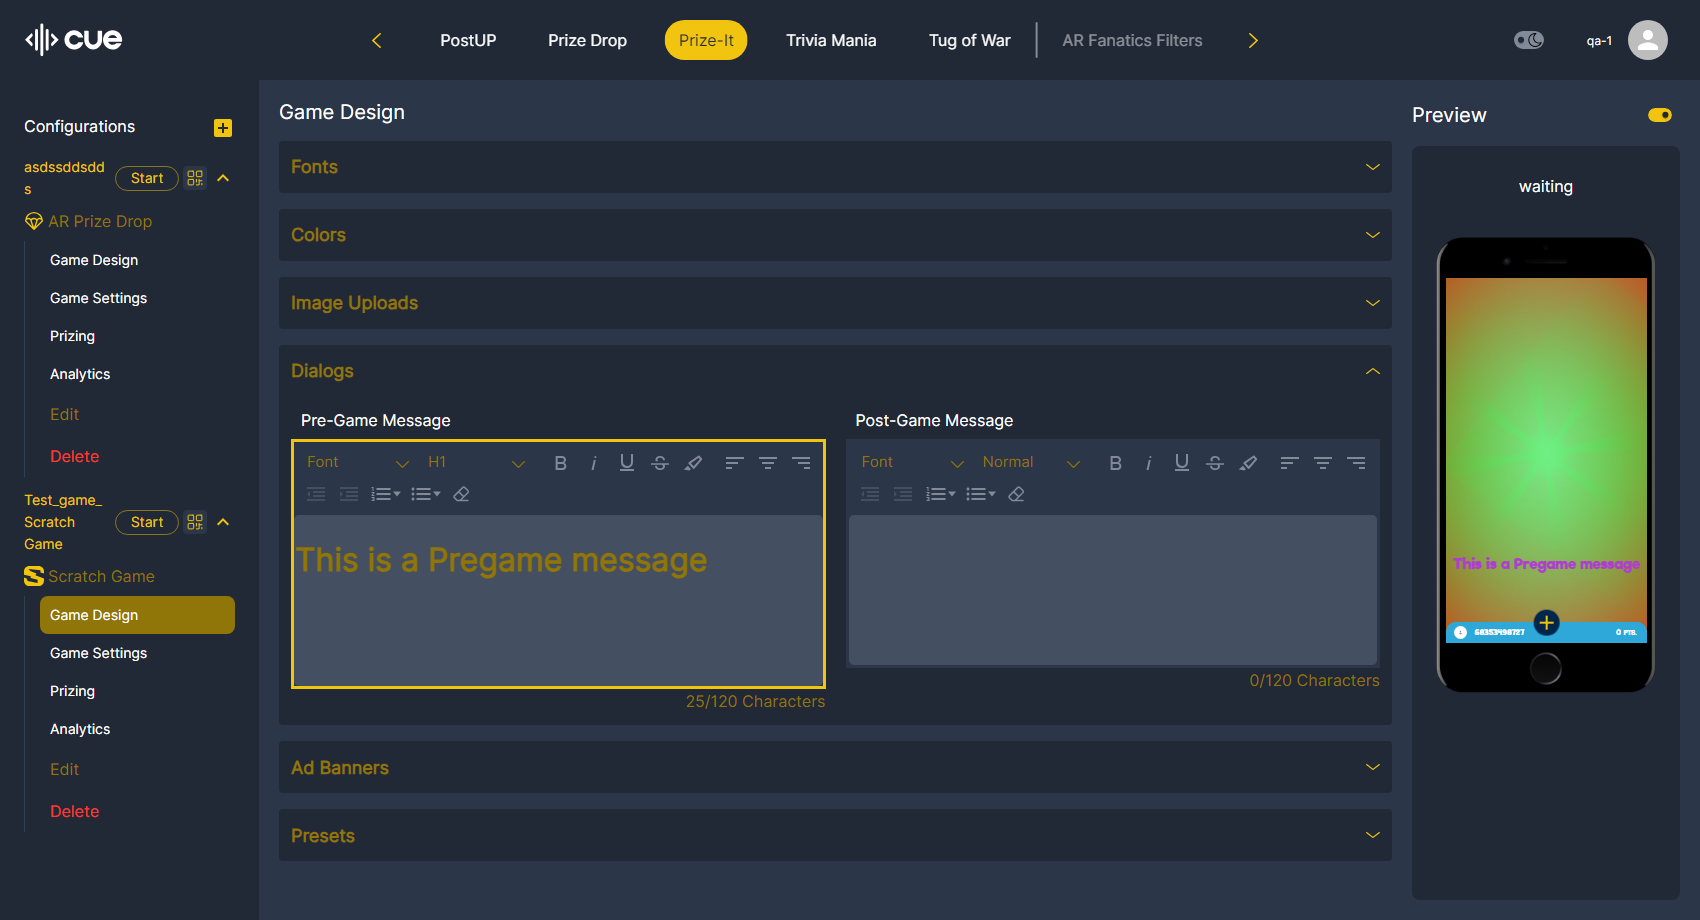 cue
PostUP Prize Drop Prize-It Trivia Mania Tug of War AR Fanatics Filters
qa-1
Configurations
asdssddsdd
s
Start
AR Prize Drop
Game Design
Game Settings
Prizing
Analytics
Edit
Delete
Test_game_
Scratch
Game
Start
Scratch Game
Game Design
Game Settings
Prizing
Analytics
Edit
Delete
Game Design
Fonts
Colors
Image Uploads
Dialogs
Pre-Game Message
Font H1
This is a Pregame message
25/120 Characters
Post-Game Message
Font Normal
0/120 Characters
Ad Banners
Presets
Preview
waiting
This is a Pregame message
0 PTS.